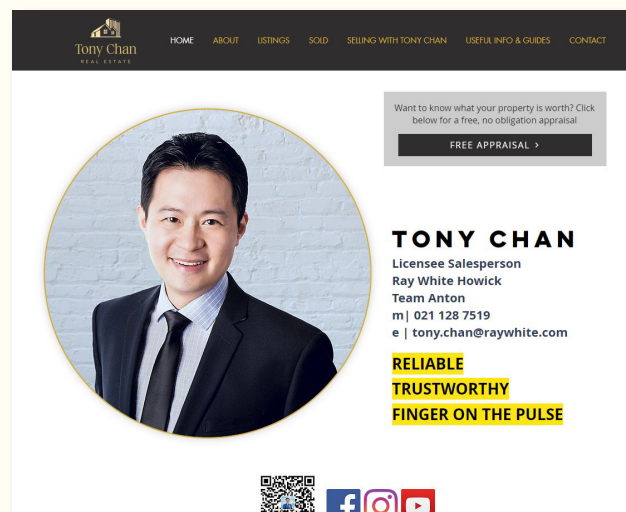 Tony Chan
REAL ESTATE
HOME ABOUT LISTINGS SOLD SELLING WITH TONY CHAN USEFUL INFO & GUIDES CONTACT
Want to know what your property is worth? Click
below for a free, no obligation appraisal
FREE APPRAISAL >
TONY CHAN
Licensee Salesperson
Ray White Howick
Team Anton
m| 021 128 7519
e | tony.chan@raywhite.com
RELIABLE
TRUSTWORTHY
FINGER ON THE PULSE